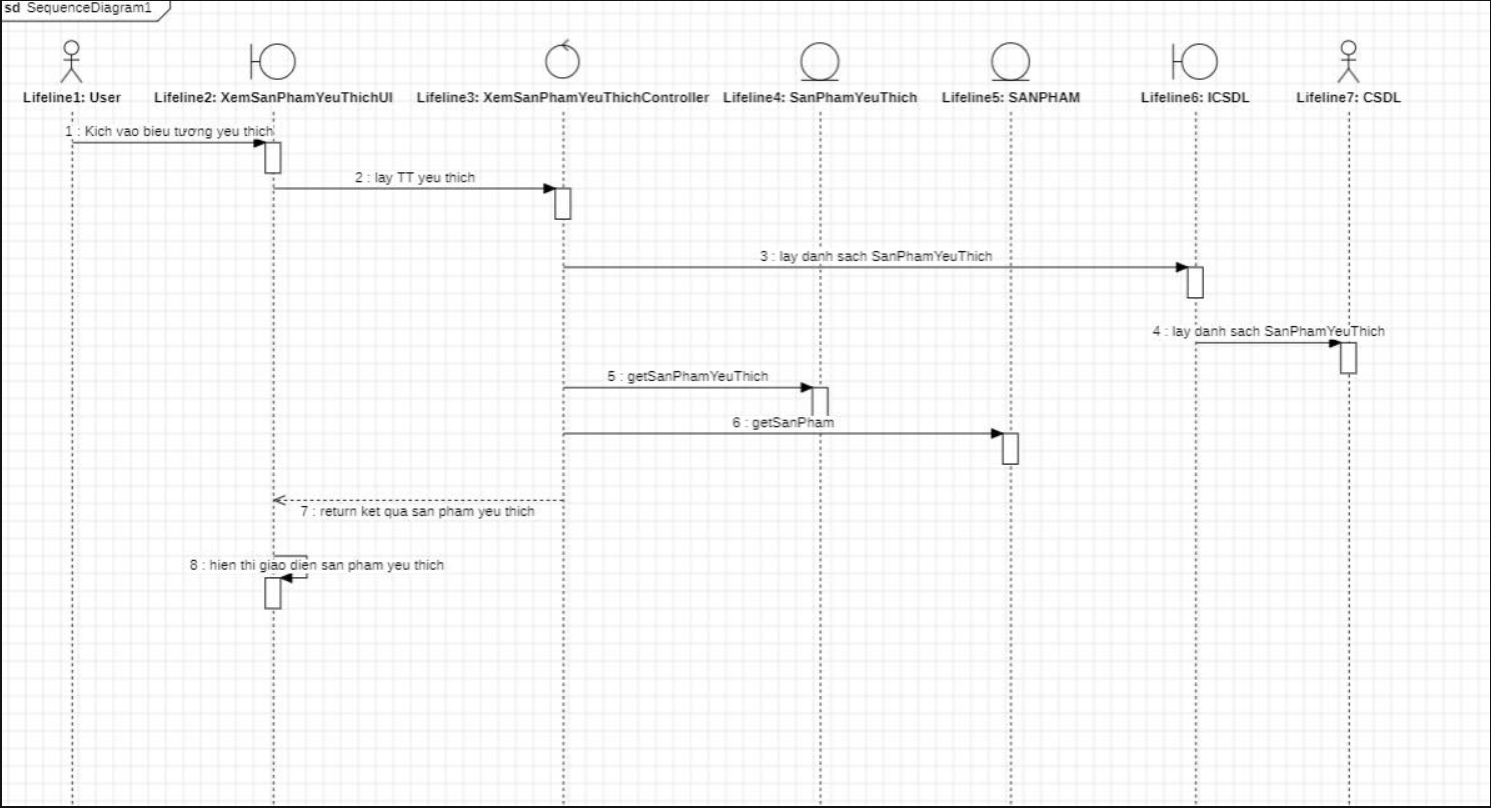 sd SequenceDiagram1
Lifeline1: User
Lifeline2: XemSanPhamYeuThichUI
Lifeline3: XemSanPhamYeuThichController
Lifeline4: SanPhamYeuThich
Lifeline5: SANPHAM
Lifeline6: ICSDL
Lifeline7: CSDL
1 : Kich vao bieu tương yeu thich
2 : lay TT yeu thich
3 : lay danh sach SanPhamYeuThich
4 : lay danh sach SanPhamYeuThich
5 : getSanPhamYeuThich
6 : getSanPham
7 : return ket qua san pham yeu thich
8 : hien thi giao dien san pham yeu thich